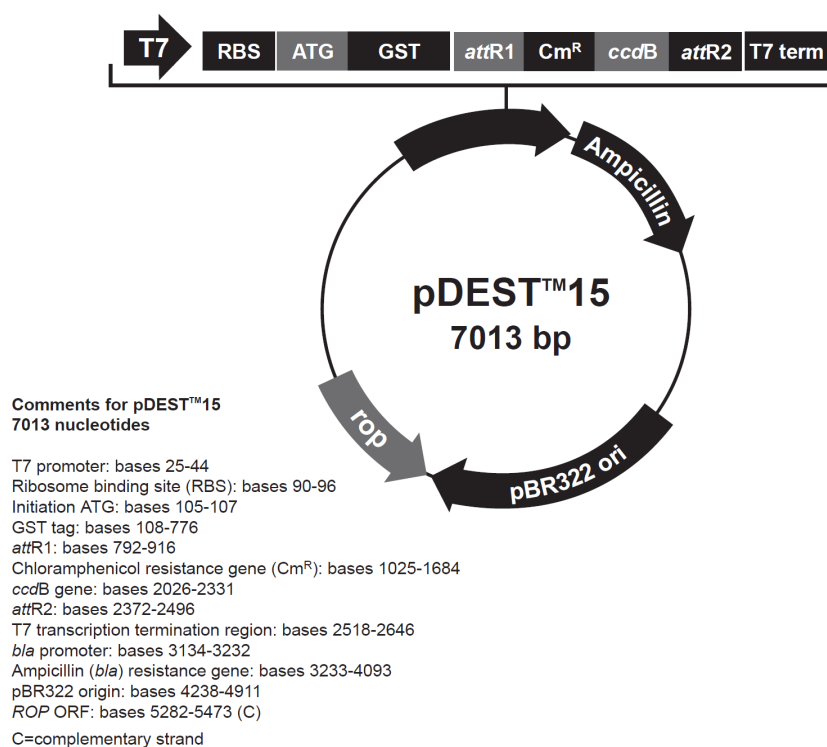 T7 RBS ATG GST attR1 CmR ccdB attR2 T7 term
Ampicillin
pDEST™15
7013 bp
rop
pBR322 ori
Comments for pDEST™15
7013 nucleotides
T7 promoter: bases 25-44
Ribosome binding site (RBS): bases 90-96
Initiation ATG: bases 105-107
GST tag: bases 108-776
attR1: bases 792-916
Chloramphenicol resistance gene (CmR): bases 1025-1684
ccdB gene: bases 2026-2331
attR2: bases 2372-2496
T7 transcription termination region: bases 2518-2646
bla promoter: bases 3134-3232
Ampicillin (bla) resistance gene: bases 3233-4093
pBR322 origin: bases 4238-4911
ROP ORF: bases 5282-5473 (C)
C=complementary strand